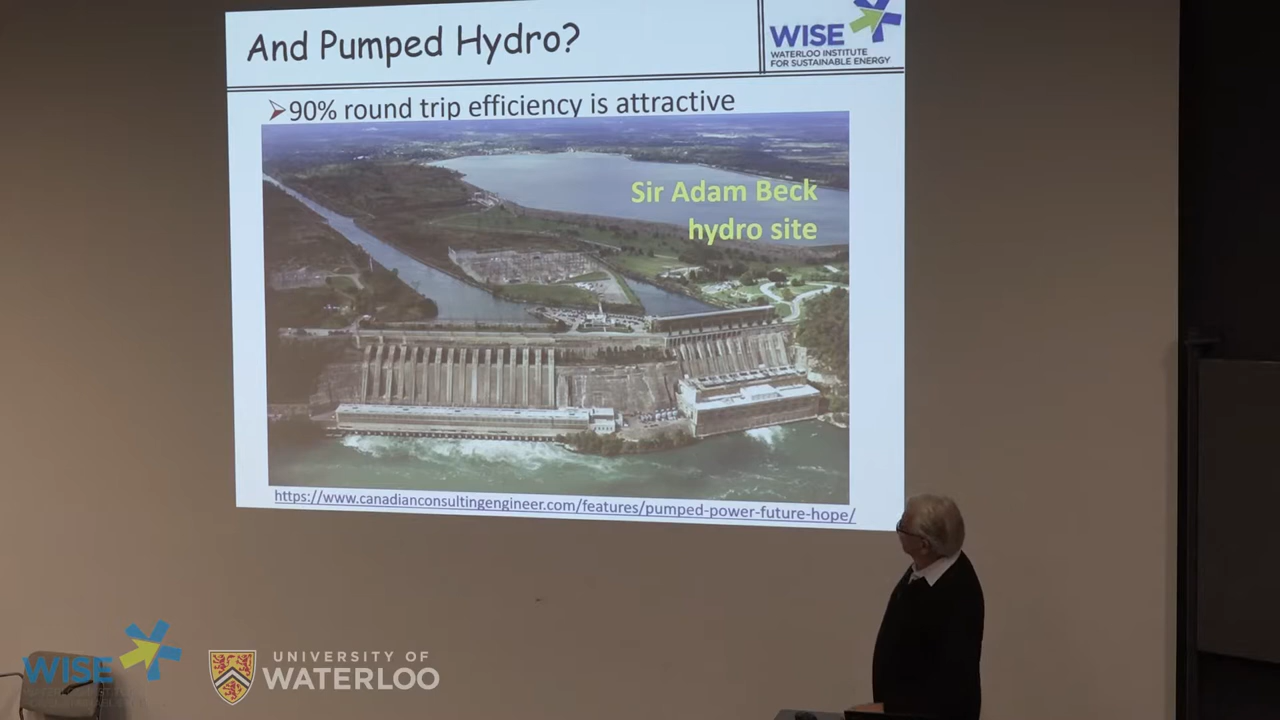 And Pumped Hydro?
WISE
WATERLOO INSTITUTE
FOR SUSTAINABLE ENERGY
➢90% round trip efficiency is attractive
Sir Adam Beck
hydro site
https://www.canadianconsultingengineer.com/features/pumped-power-future-hope/
WISE
UNIVERSITY OF
WATERLOO